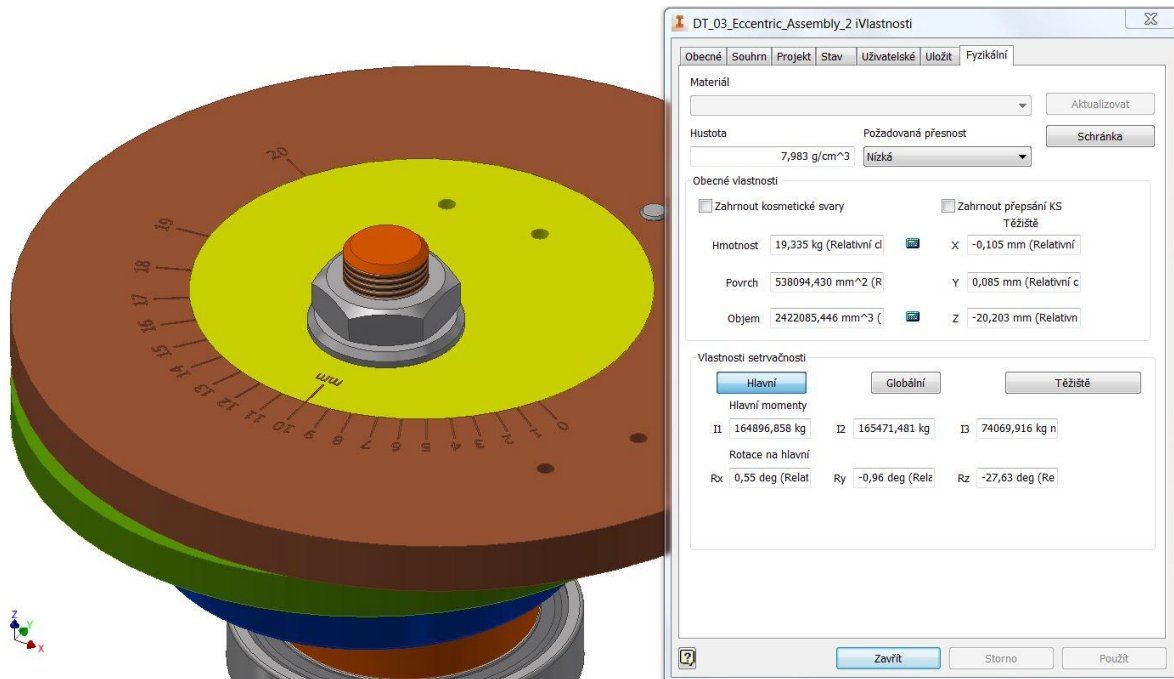 DT_03_Eccentric_Assembly_2 iVlastnosti
Obecné Souhrn Projekt Stav Uživatelské Uložit Fyzikální
Materiál
Aktualizovat
Hustota Požadovaná přesnost Schránka
7,983 g/cm^3 Nízká
Obecné vlastnosti
Zahrnout kosmetické svary Zahrnout přepsání KS
Těžiště
Hmotnost 19,335 kg (Relativní cl X -0,105 mm (Relativní
Povrch 538094,430 mm^2 (R Y 0,085 mm (Relativní c
Objem 2422085,446 mm^3 ( Z -20,203 mm (Relativn
Vlastnosti setrvačnosti
Hlavní Globální Těžiště
Hlavní momenty
I1 164896,858 kg I2 165471,481 kg I3 74069,916 kg n
Rotace na hlavní
Rx 0,55 deg (Relat Ry -0,96 deg (Rela Rz -27,63 deg (Re
Zavřít Storno Použít
20
19
18
17
16
15
14
13
12
11
10
9
8
7
6
5
4
3
2
1
0
mm
Z
Y
X